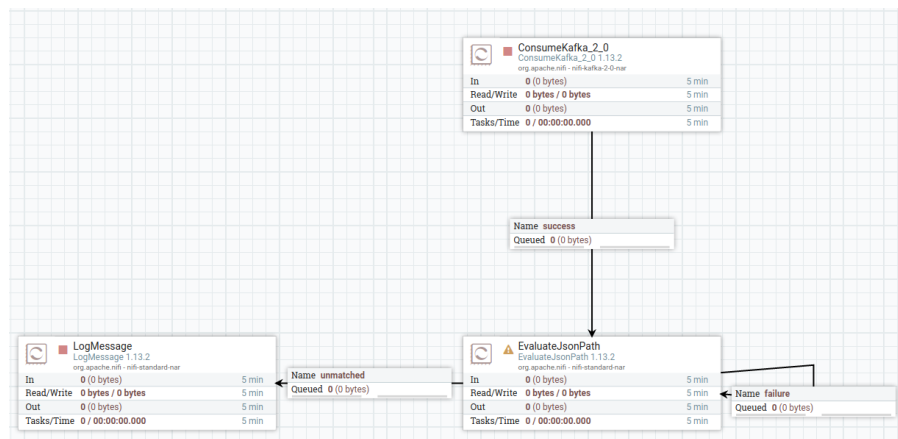 ConsumeKafka_2_0
ConsumeKafka_2_0 1.13.2
org.apache.nifi - nifi-kafka-2-0-nar
In 0 (0 bytes) 5 min
Read/Write 0 bytes / 0 bytes 5 min
Out 0 (0 bytes) 5 min
Tasks/Time 0 / 00:00:00.000 5 min
Name success
Queued 0 (0 bytes)
LogMessage
LogMessage 1.13.2
org.apache.nifi - nifi-standard-nar
In 0 (0 bytes) 5 min
Read/Write 0 bytes / 0 bytes 5 min
Out 0 (0 bytes) 5 min
Tasks/Time 0 / 00:00:00.000 5 min
Name unmatched
Queued 0 (0 bytes)
EvaluateJsonPath
EvaluateJsonPath 1.13.2
org.apache.nifi - nifi-standard-nar
In 0 (0 bytes) 5 min
Read/Write 0 bytes / 0 bytes 5 min
Out 0 (0 bytes) 5 min
Tasks/Time 0 / 00:00:00.000 5 min
Name failure
Queued 0 (0 bytes)